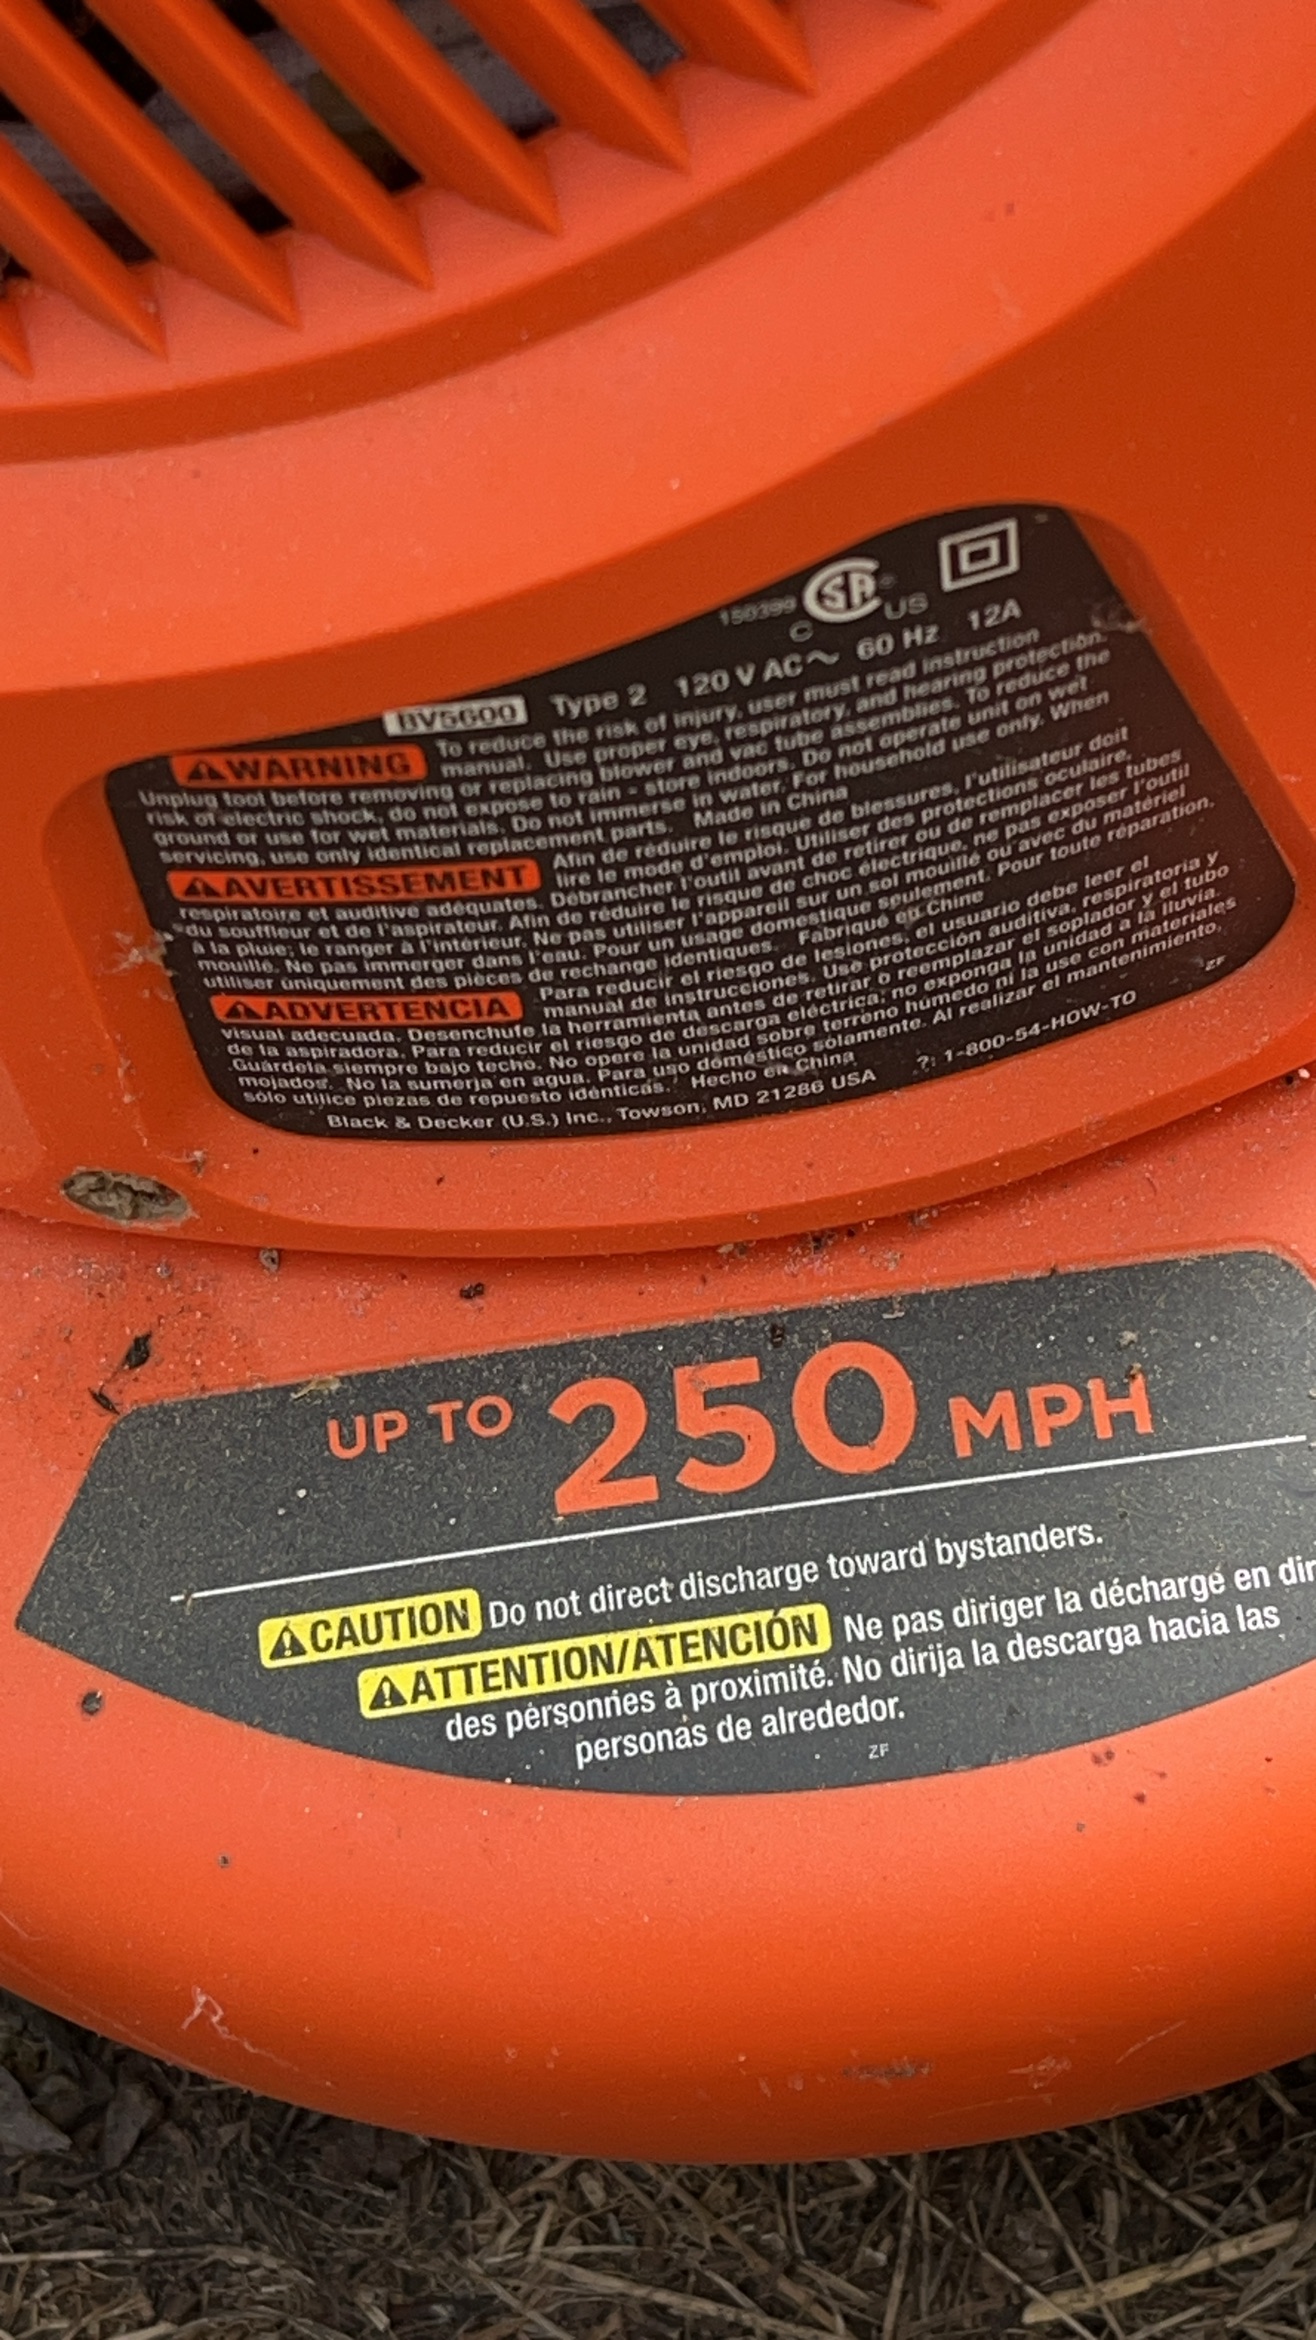 150399 C SA US
BV5600 Type 2 120 V AC~ 60 Hz 12A
⚠WARNING To reduce the risk of injury, user must read instruction
manual. Use proper eye, respiratory, and hearing protection.
Unplug tool before removing or replacing blower and vac tube assemblies. To reduce the
risk of electric shock, do not expose to rain - store indoors. Do not operate unit on wet
ground or use for wet materials. Do not immerse in water. For household use only. When
servicing, use only identical replacement parts. Made in China
⚠AVERTISSEMENT Afin de réduire le risque de blessures, l'utilisateur doit
lire le mode d'emploi. Utiliser des protections oculaire,
respiratoire et auditive adéquates. Débrancher l'outil avant de retirer ou de remplacer les tubes
du souffleur et de l'aspirateur. Afin de réduire le risque de choc électrique, ne pas exposer l'outil
à la pluie; le ranger à l'intérieur. Ne pas utiliser l'appareil sur un sol mouillé ou avec du matériel
mouillé. Ne pas immerger dans l'eau. Pour un usage domestique seulement. Pour toute réparation,
utiliser uniquement des pièces de rechange identiques. Fabriqué en Chine
⚠ADVERTENCIA Para reducir el riesgo de lesiones, el usuario debe leer el
manual de instrucciones. Use protección auditiva, respiratoria y
visual adecuada. Desenchufe la herramienta antes de retirar o reemplazar el soplador y el tubo
de la aspiradora. Para reducir el riesgo de descarga eléctrica; no exponga la unidad a la lluvia.
Guárdela siempre bajo techo. No opere la unidad sobre terreno húmedo ni la use con materiales
mojados. No la sumerja en agua. Para uso doméstico solamente. Al realizar el mantenimiento,
sólo utilice piezas de repuesto idénticas. Hecho en China ZF
Black & Decker (U.S.) Inc., Towson, MD 21286 USA ?: 1-800-54-HOW-TO
UP TO 250 MPH
⚠CAUTION Do not direct discharge toward bystanders.
⚠ATTENTION/ATENCIÓN Ne pas diriger la décharge en dir
des personnes à proximité. No dirija la descarga hacia las
personas de alrededor.
ZF